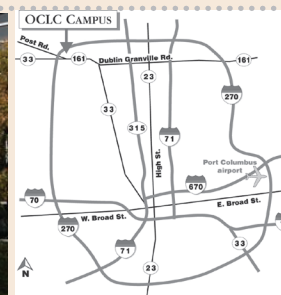 OCLC CAMPUS
Post Rd.
33
161
Dublin Granville Rd.
161
23
270
33
315
71
High St.
Port Columbus
airport
670
70
E. Broad St.
W. Broad St.
270
33
71
N
23